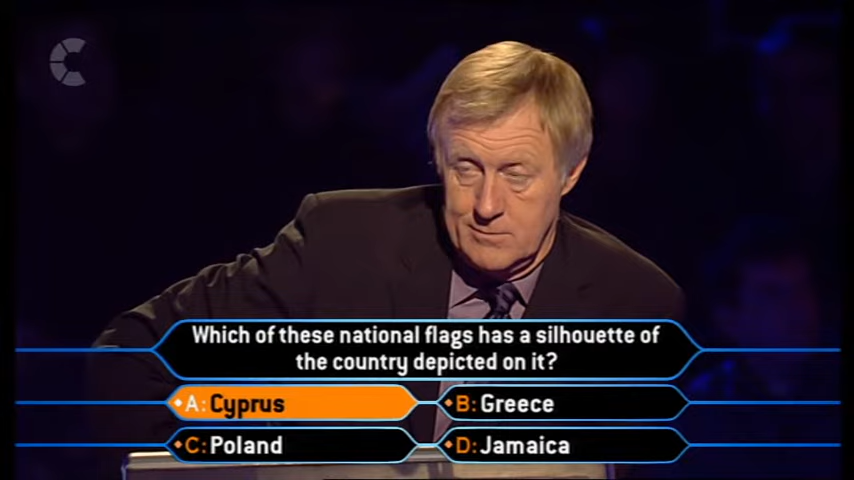 Which of these national flags has a silhouette of
the country depicted on it?
A: Cyprus
B: Greece
C: Poland
D: Jamaica